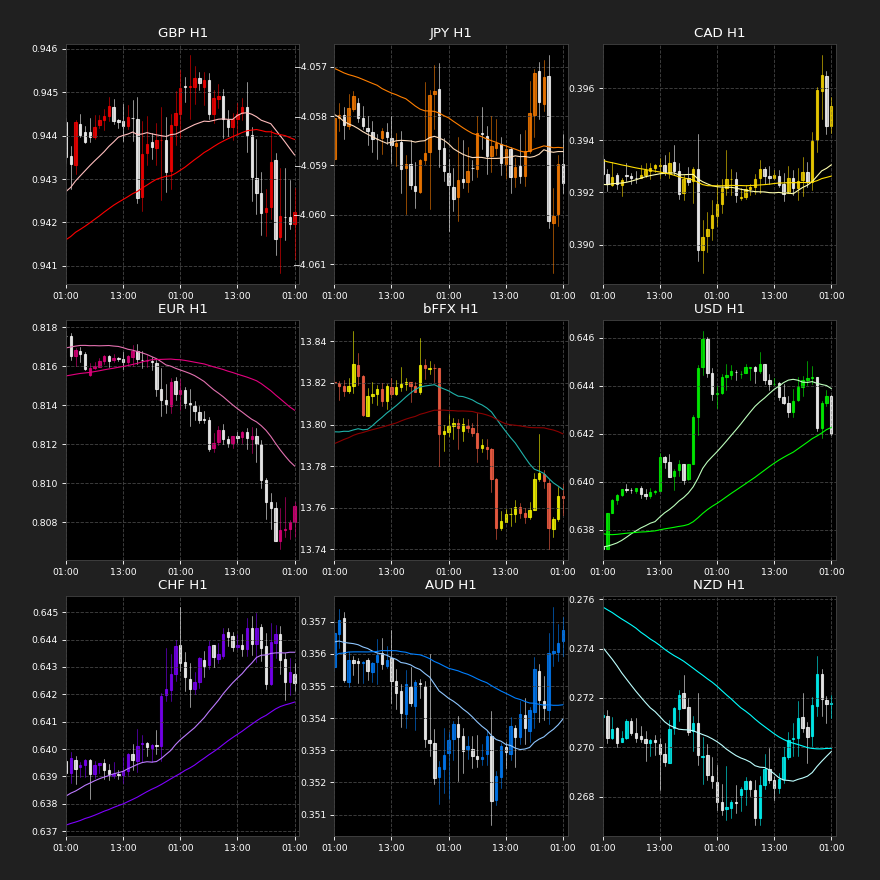 GBP H1
0.946
0.945
0.944
0.943
0.942
0.941
01:00 13:00 01:00 13:00 01:00
JPY H1
−4.057
−4.058
−4.059
−4.060
−4.061
01:00 13:00 01:00 13:00 01:00
CAD H1
0.396
0.394
0.392
0.390
01:00 13:00 01:00 13:00 01:00
EUR H1
0.818
0.816
0.814
0.812
0.810
0.808
01:00 13:00 01:00 13:00 01:00
bFFX H1
13.84
13.82
13.80
13.78
13.76
13.74
01:00 13:00 01:00 13:00 01:00
USD H1
0.646
0.644
0.642
0.640
0.638
01:00 13:00 01:00 13:00 01:00
CHF H1
0.645
0.644
0.643
0.642
0.641
0.640
0.639
0.638
0.637
01:00 13:00 01:00 13:00 01:00
AUD H1
0.357
0.356
0.355
0.354
0.353
0.352
0.351
01:00 13:00 01:00 13:00 01:00
NZD H1
0.276
0.274
0.272
0.270
0.268
01:00 13:00 01:00 13:00 01:00